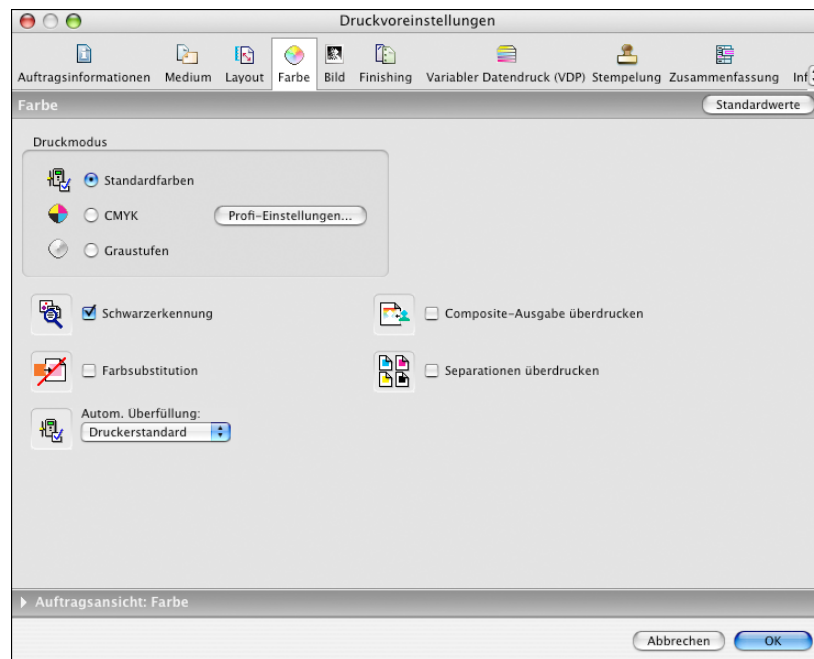 Druckvoreinstellungen
Auftragsinformationen Medium Layout Farbe Bild Finishing Variabler Datendruck (VDP) Stempelung Zusammenfassung Inf
Farbe Standardwerte
Druckmodus
Standardfarben
CMYK Profi-Einstellungen...
Graustufen
Schwarzerkennung Composite-Ausgabe überdrucken
Farbsubstitution Separationen überdrucken
Autom. Überfüllung:
Druckerstandard
Auftragsansicht: Farbe
Abbrechen OK